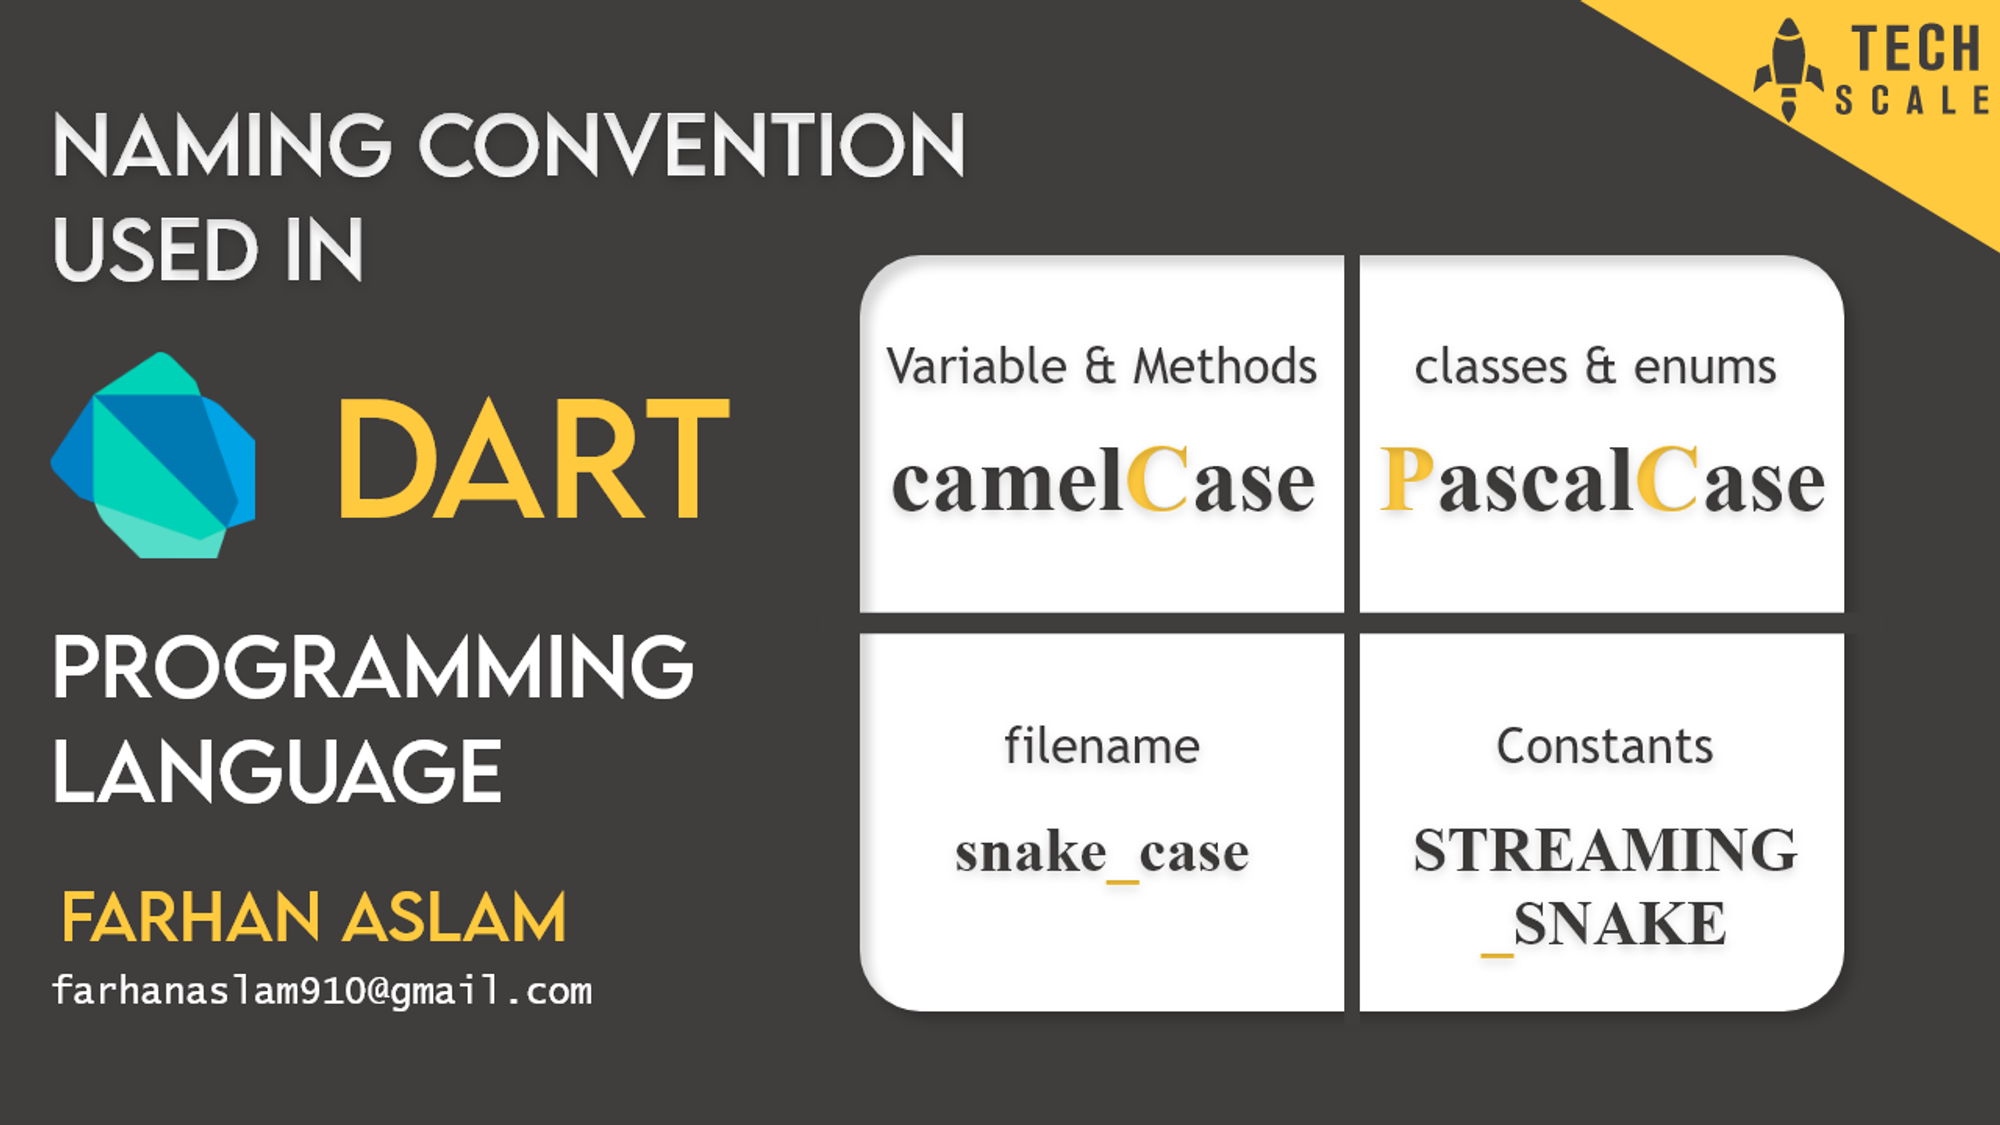 TECH
SCALE
NAMING CONVENTION
USED IN
DART
PROGRAMMING
LANGUAGE
FARHAN ASLAM
farhanaslam910@gmail.com
Variable & Methods
camelCase
classes & enums
PascalCase
filename
snake_case
Constants
STREAMING
_SNAKE